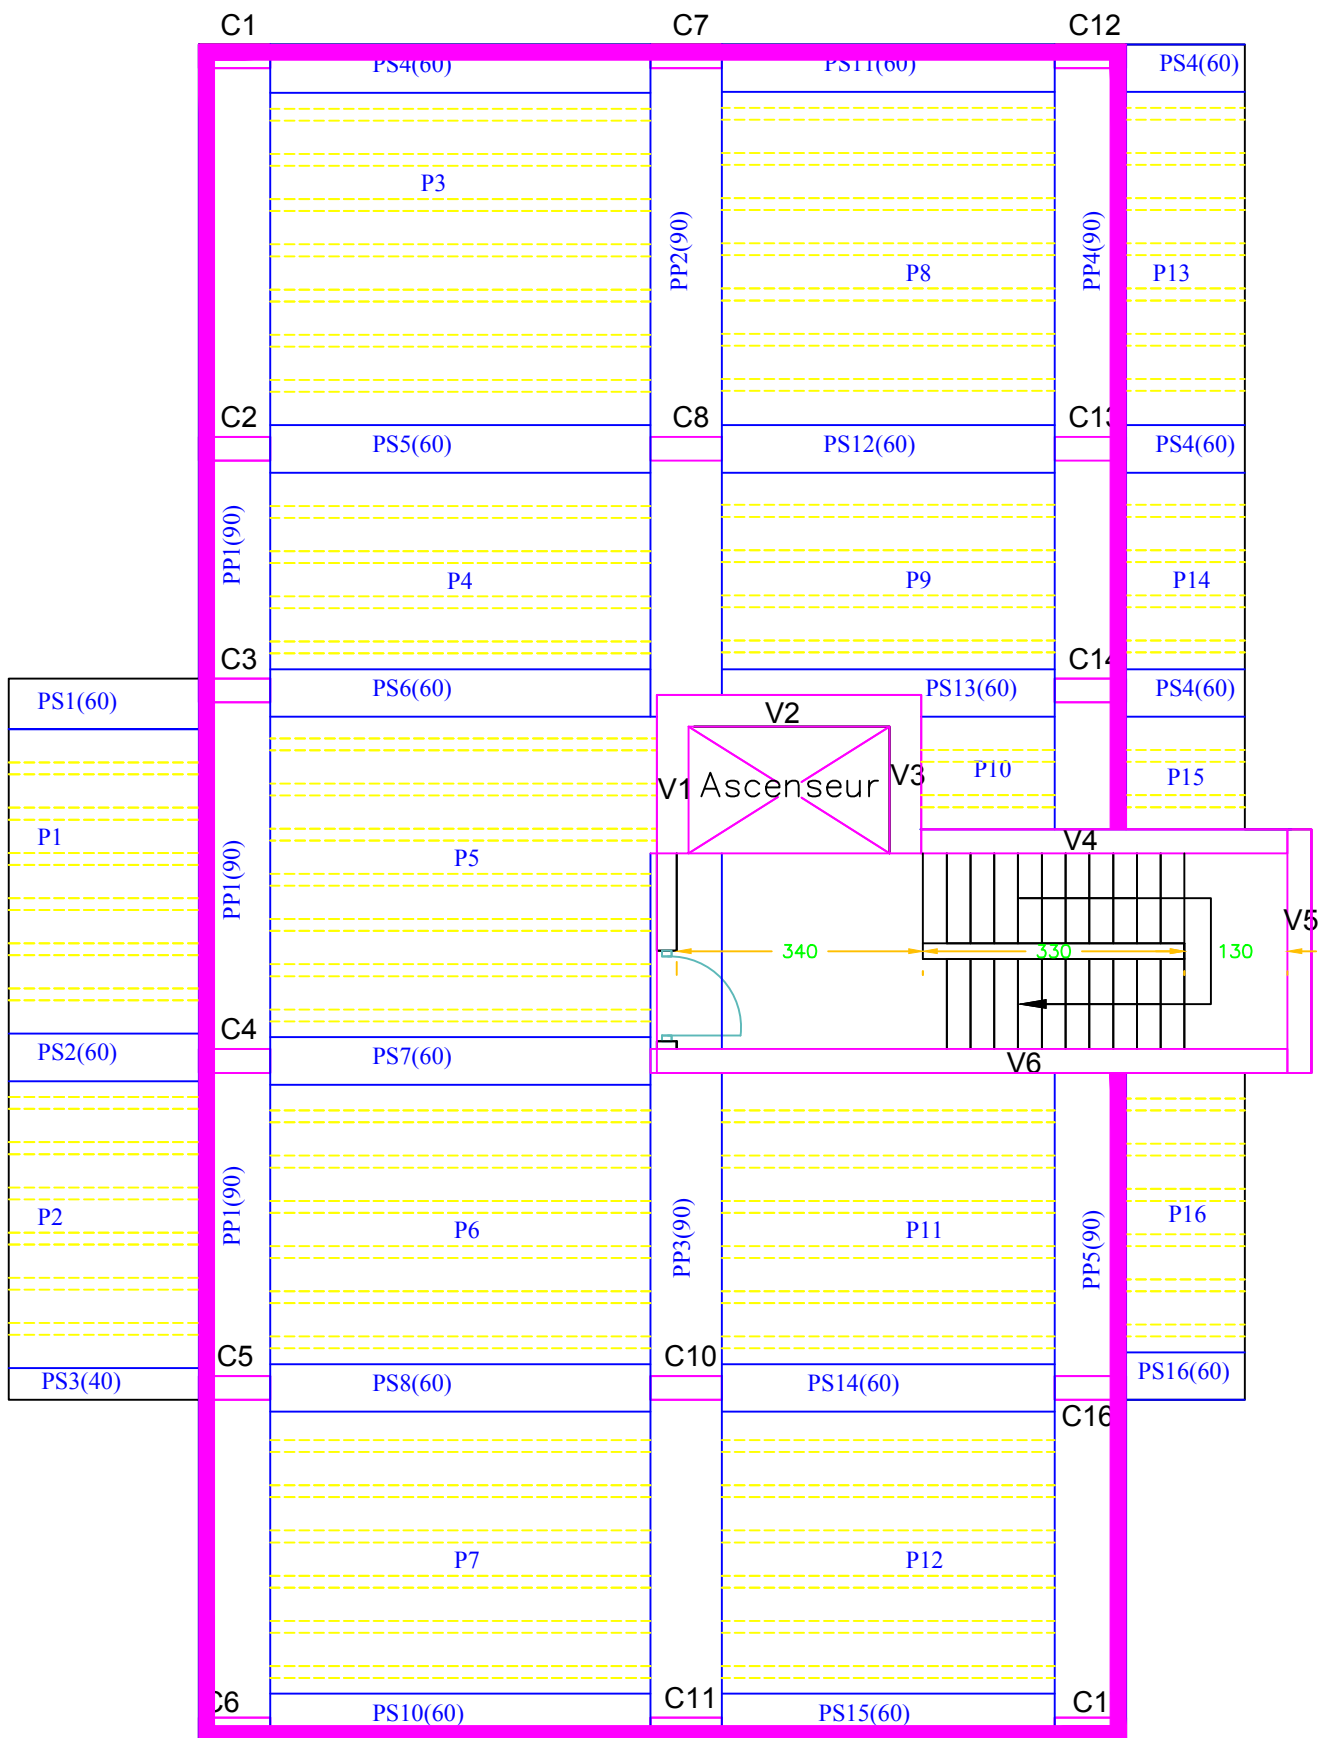 C1 C7 C12
PS4(60) PS11(60) PS4(60)
P3
PP2(90) PP4(90)
P8 P13
C2 C8 C13
PS5(60) PS12(60) PS4(60)
PP1(90)
P4 P9 P14
C3 C14
PS1(60) PS6(60) PS13(60) PS4(60)
V2
V1 Ascenseur V3 P10 P15
P1 V4
PP1(90) P5
V5
340 330 130
C4
PS2(60) PS7(60) V6
PP1(90) P2 P6 PP3(90) P11 PP5(90) P16
C5 C10
PS3(40) PS8(60) PS14(60) PS16(60)
C16
P7 P12
C6 C11 C1
PS10(60) PS15(60)